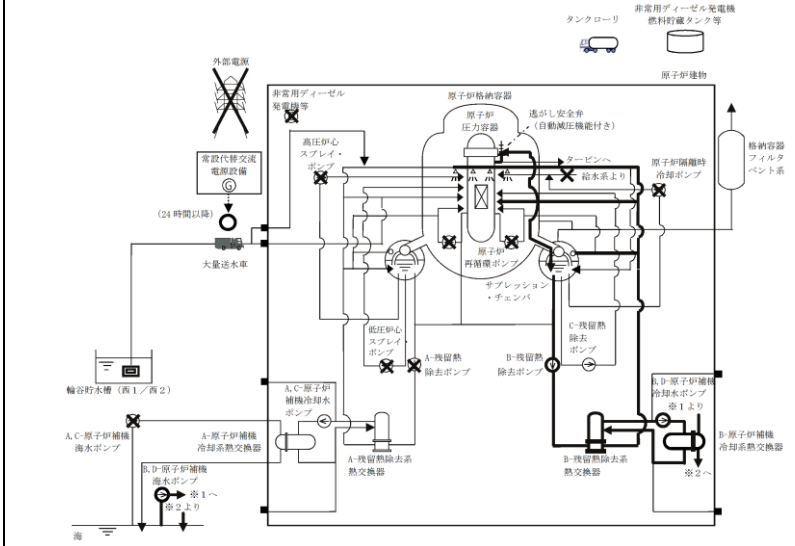 タンクローリ
非常用ディーゼル発電機
燃料貯蔵タンク等
原子炉建物
外部電源
非常用ディーゼル
発電機等
原子炉格納容器
原子炉
圧力容器
逃がし安全弁
(自動減圧機能付き)
高圧炉心
スプレイ・
ポンプ
タービンへ
給水系より
原子炉隔離時
冷却ポンプ
格納容器
フィルタ
ベント系
常設代替交流
電源設備
G
(24時間以降)
大量送水車
原子炉
再循環ポンプ
サプレッション
・チェンバ
低圧炉心
スプレイ・
ポンプ
A-残留熱
除去ポンプ
B-残留熱
除去ポンプ
C-残留熱
除去
ポンプ
輪谷貯水槽(西1/西2)
A,C-原子炉
補機冷却水
ポンプ
B,D-原子炉補機
冷却水ポンプ
※1より
A,C-原子炉補機
海水ポンプ
A-原子炉補機
冷却系熱交換器
A-残留熱除去系
熱交換器
B-残留熱除去系
熱交換器
B-原子炉補機
冷却系熱交換器
※2へ
B,D-原子炉補機
海水ポンプ
※1へ
※2より
海